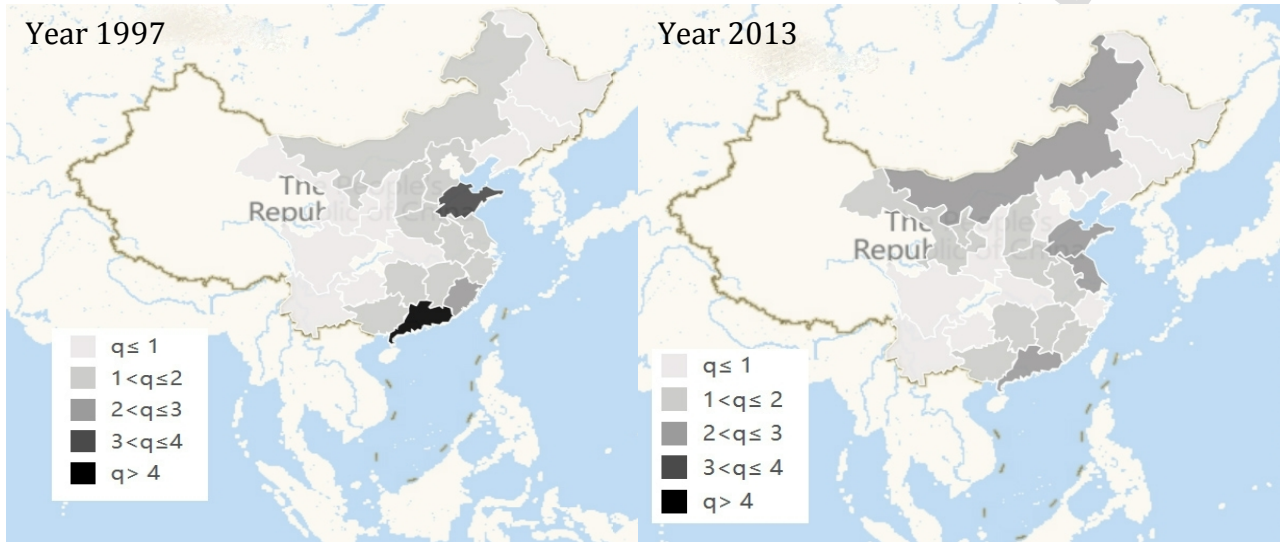 Year 1997
The People's
Republic of China
q≤ 1
1<q≤2
2<q≤3
3<q≤4
q> 4
Year 2013
The People's
Republic of China
q≤ 1
1<q≤ 2
2<q≤ 3
3<q≤ 4
q> 4